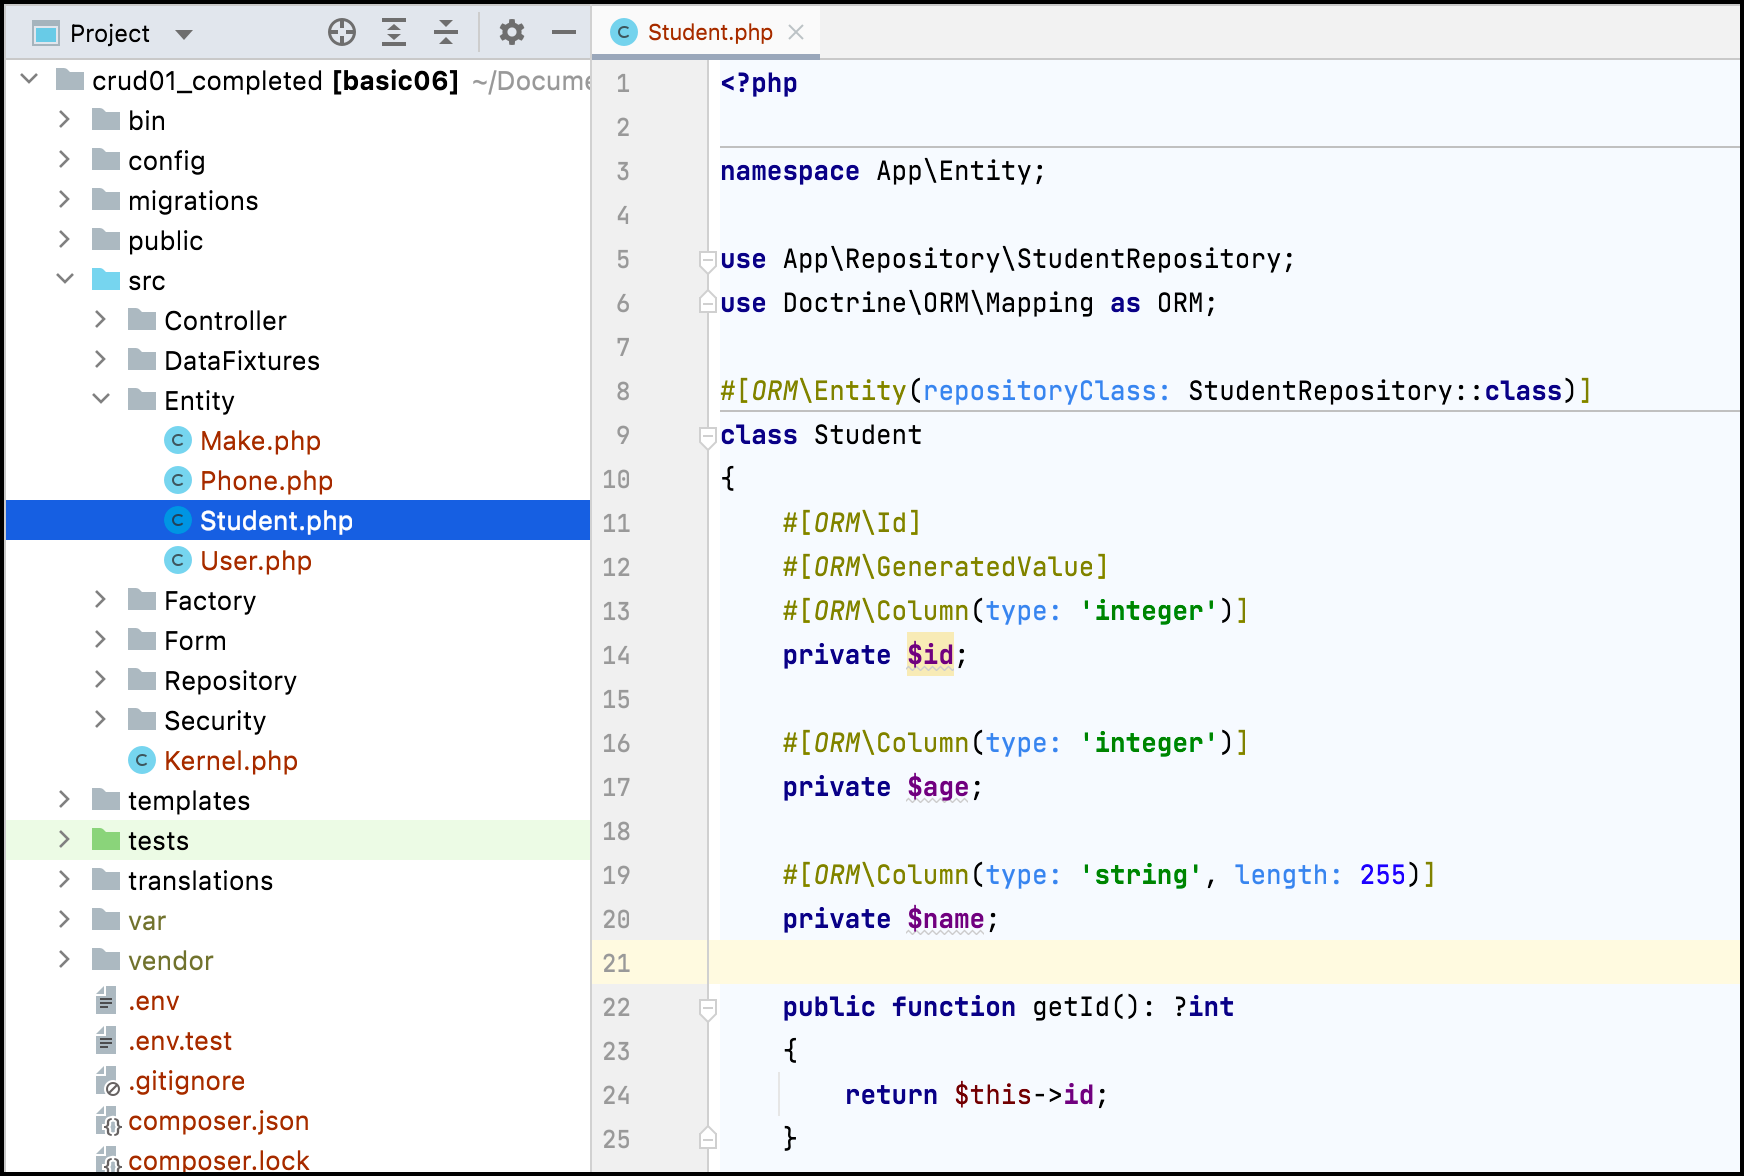 Project
crud01_completed [basic06] ~/Docume
bin
config
migrations
public
src
Controller
DataFixtures
Entity
Make.php
Phone.php
Student.php
User.php
Factory
Form
Repository
Security
Kernel.php
templates
tests
translations
var
vendor
.env
.env.test
.gitignore
composer.json
composer.lock
Student.php
1 <?php
2
3 namespace App\Entity;
4
5 use App\Repository\StudentRepository;
6 use Doctrine\ORM\Mapping as ORM;
7
8 #[ORM\Entity(repositoryClass: StudentRepository::class)]
9 class Student
10 {
11 #[ORM\Id]
12 #[ORM\GeneratedValue]
13 #[ORM\Column(type: 'integer')]
14 private $id;
15
16 #[ORM\Column(type: 'integer')]
17 private $age;
18
19 #[ORM\Column(type: 'string', length: 255)]
20 private $name;
21
22 public function getId(): ?int
23 {
24 return $this->id;
25 }